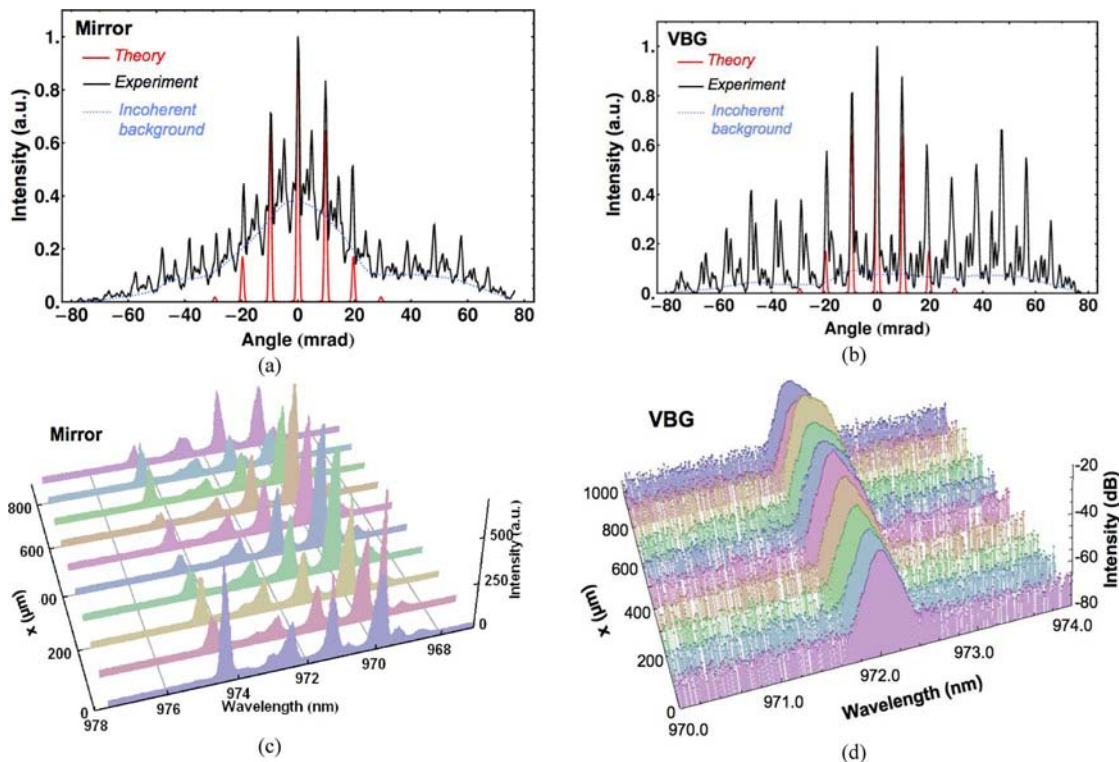 Mirror
Theory
Experiment
Incoherent
background
Intensity (a.u.)
1.
0.8
0.6
0.4
0.2
0.
−80 −60 −40 −20 0 20 40 60 80
Angle (mrad)
(a)
VBG
Theory
Experiment
Incoherent
background
Intensity (a.u.)
1.
0.8
0.6
0.4
0.2
0.
−80 −60 −40 −20 0 20 40 60 80
Angle (mrad)
(b)
Mirror
800
600
00
200
0
x (µm)
978
976
974
972
970
968
Wavelength (nm)
500
250
0
Intensity (a.u.)
(c)
VBG
1000
800
600
400
200
0
x (µm)
970.0
971.0
972.0
973.0
974.0
Wavelength (nm)
-20
-40
-60
-80
Intensity (dB)
(d)